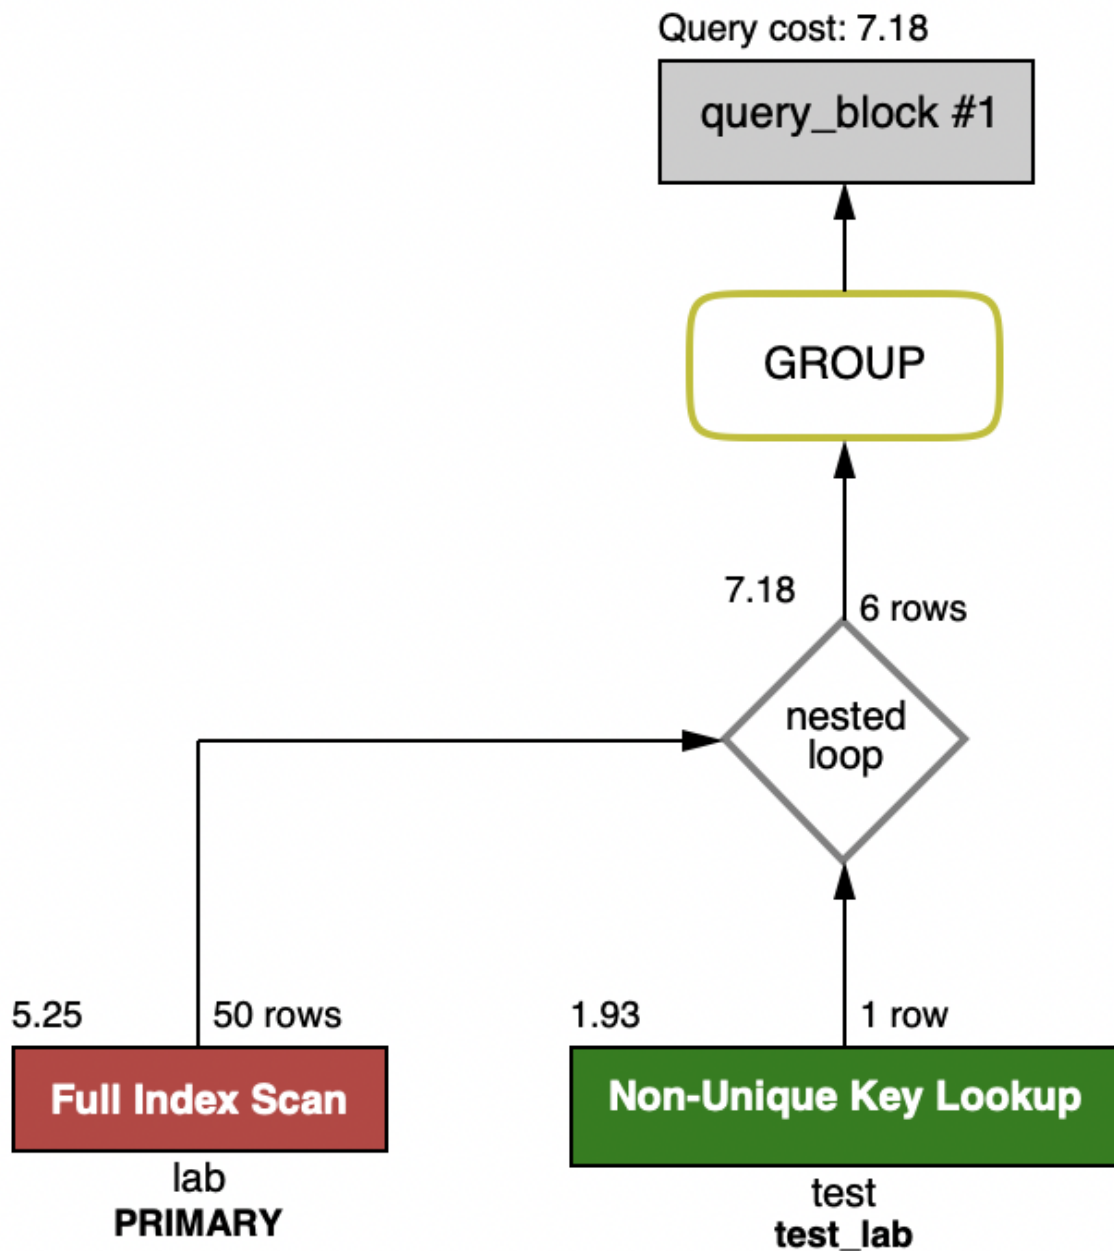 Query cost: 7.18
query_block #1
GROUP
7.18
6 rows
nested
loop
5.25
50 rows
1.93
1 row
Full Index Scan
Non-Unique Key Lookup
lab
PRIMARY
test
test_lab